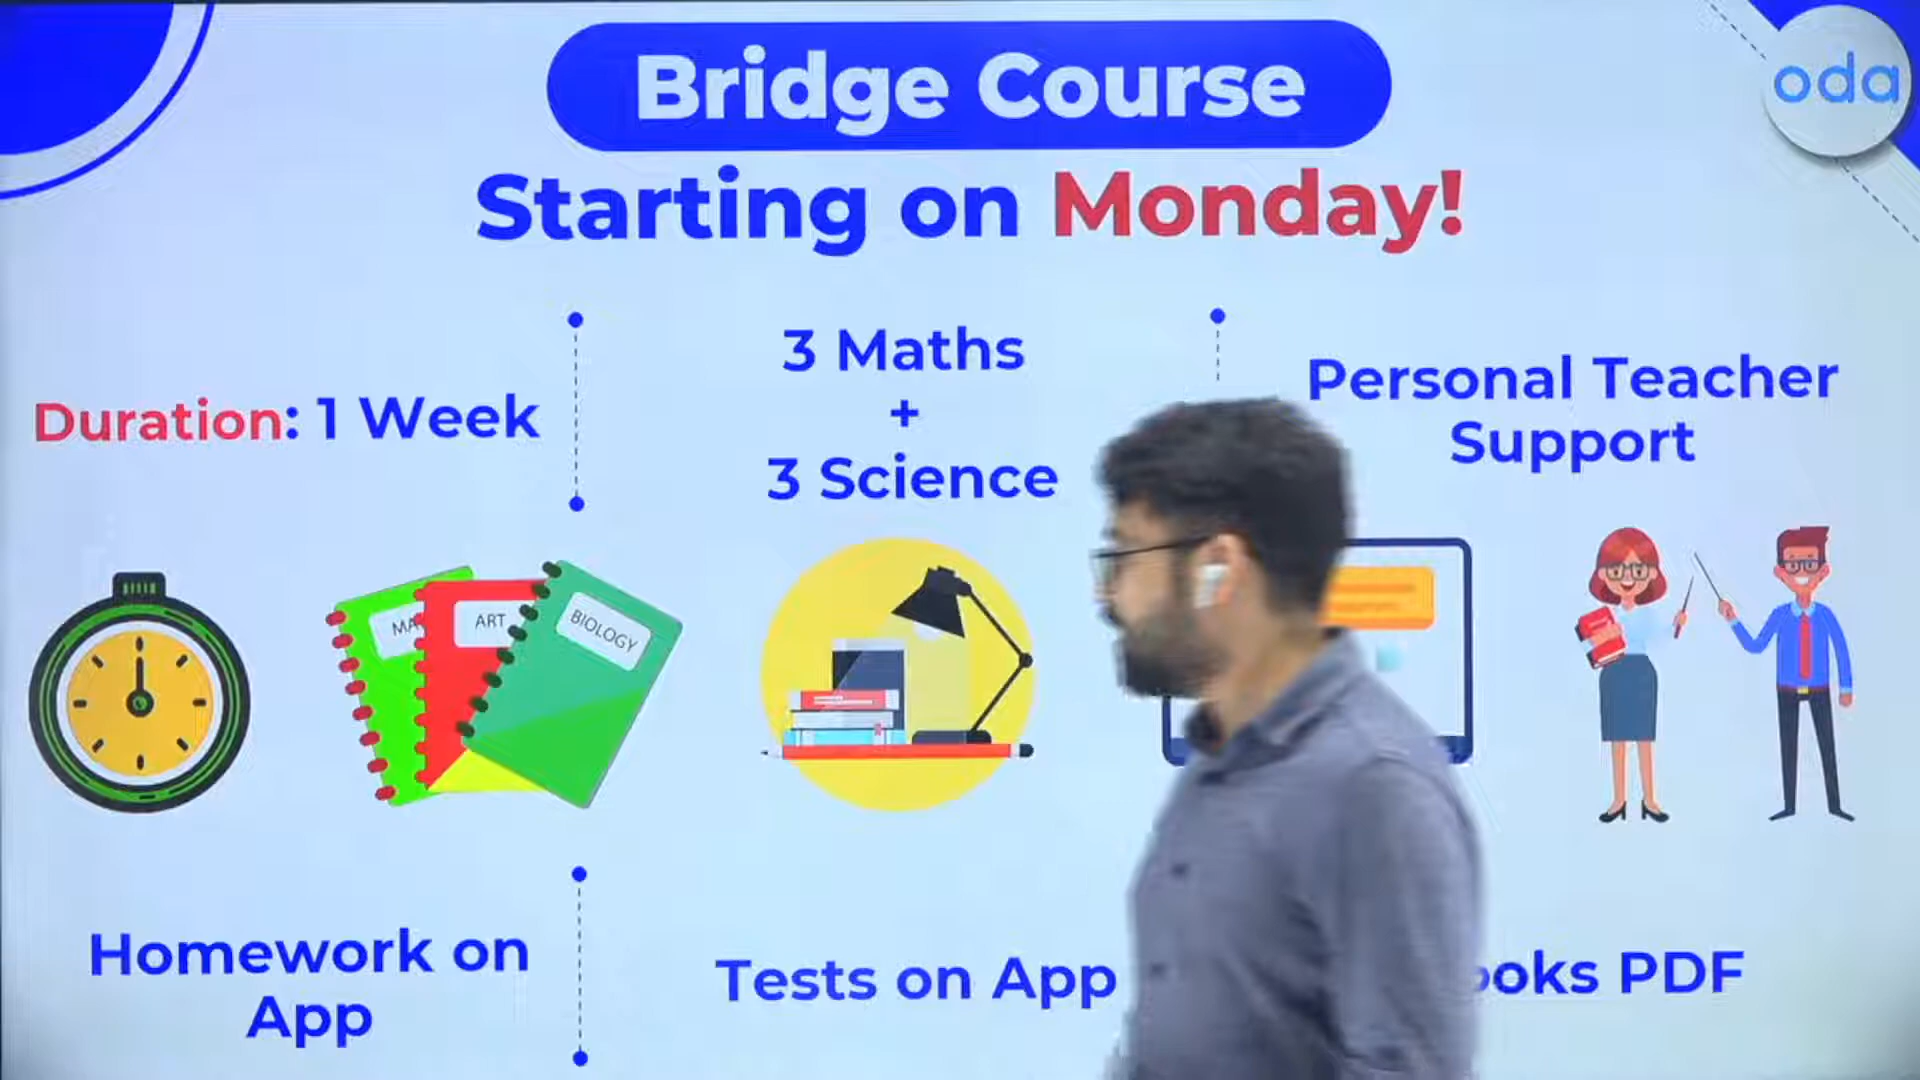 Bridge Course
oda
Starting on Monday!
Duration: 1 Week
3 Maths
+
3 Science
Personal Teacher
Support
ART
BIOLOGY
Homework on
App
Tests on App
PDF